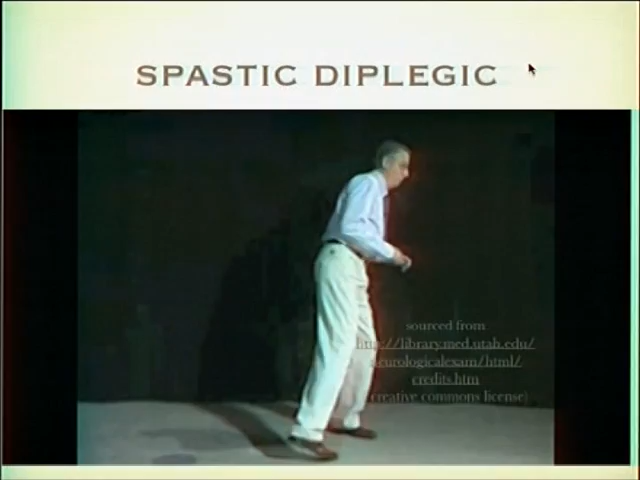 SPASTIC DIPLEGIC
sourced from
http://library.med.utah.edu/
neurologicalexam/html/
credits.htm
(creative commons license)